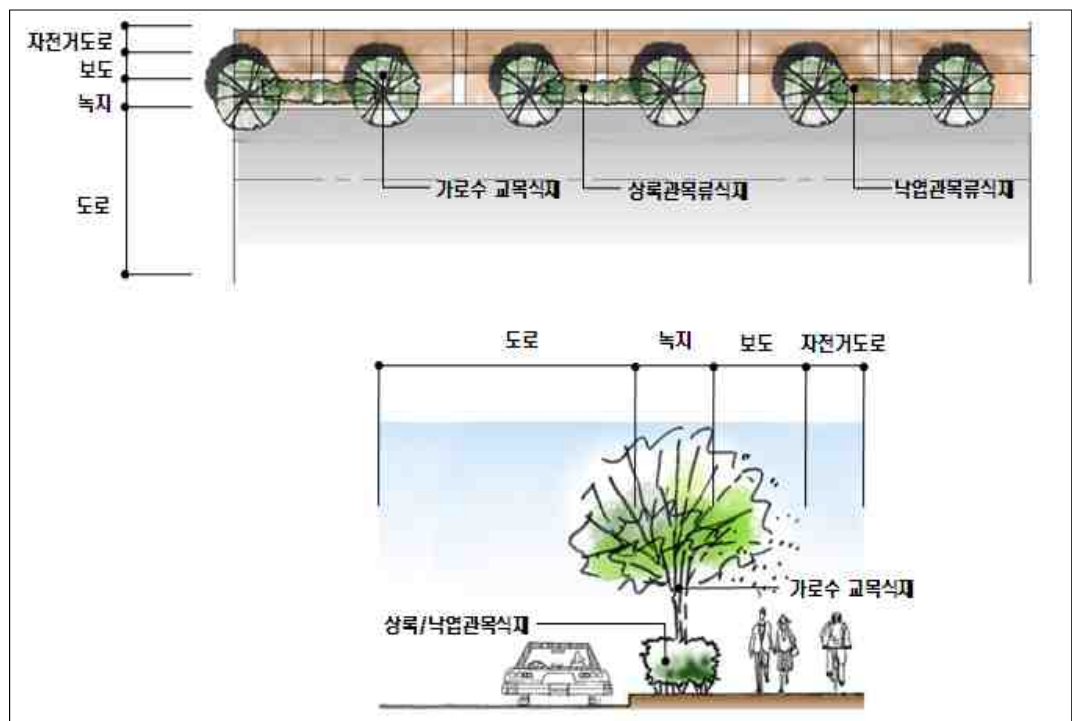 자전거도로
보도
녹지
도로
가로수 교목식재
상록관목류식재
낙엽관목류식재
도로 녹지 보도 자전거도로
가로수 교목식재
상록/낙엽관목식재